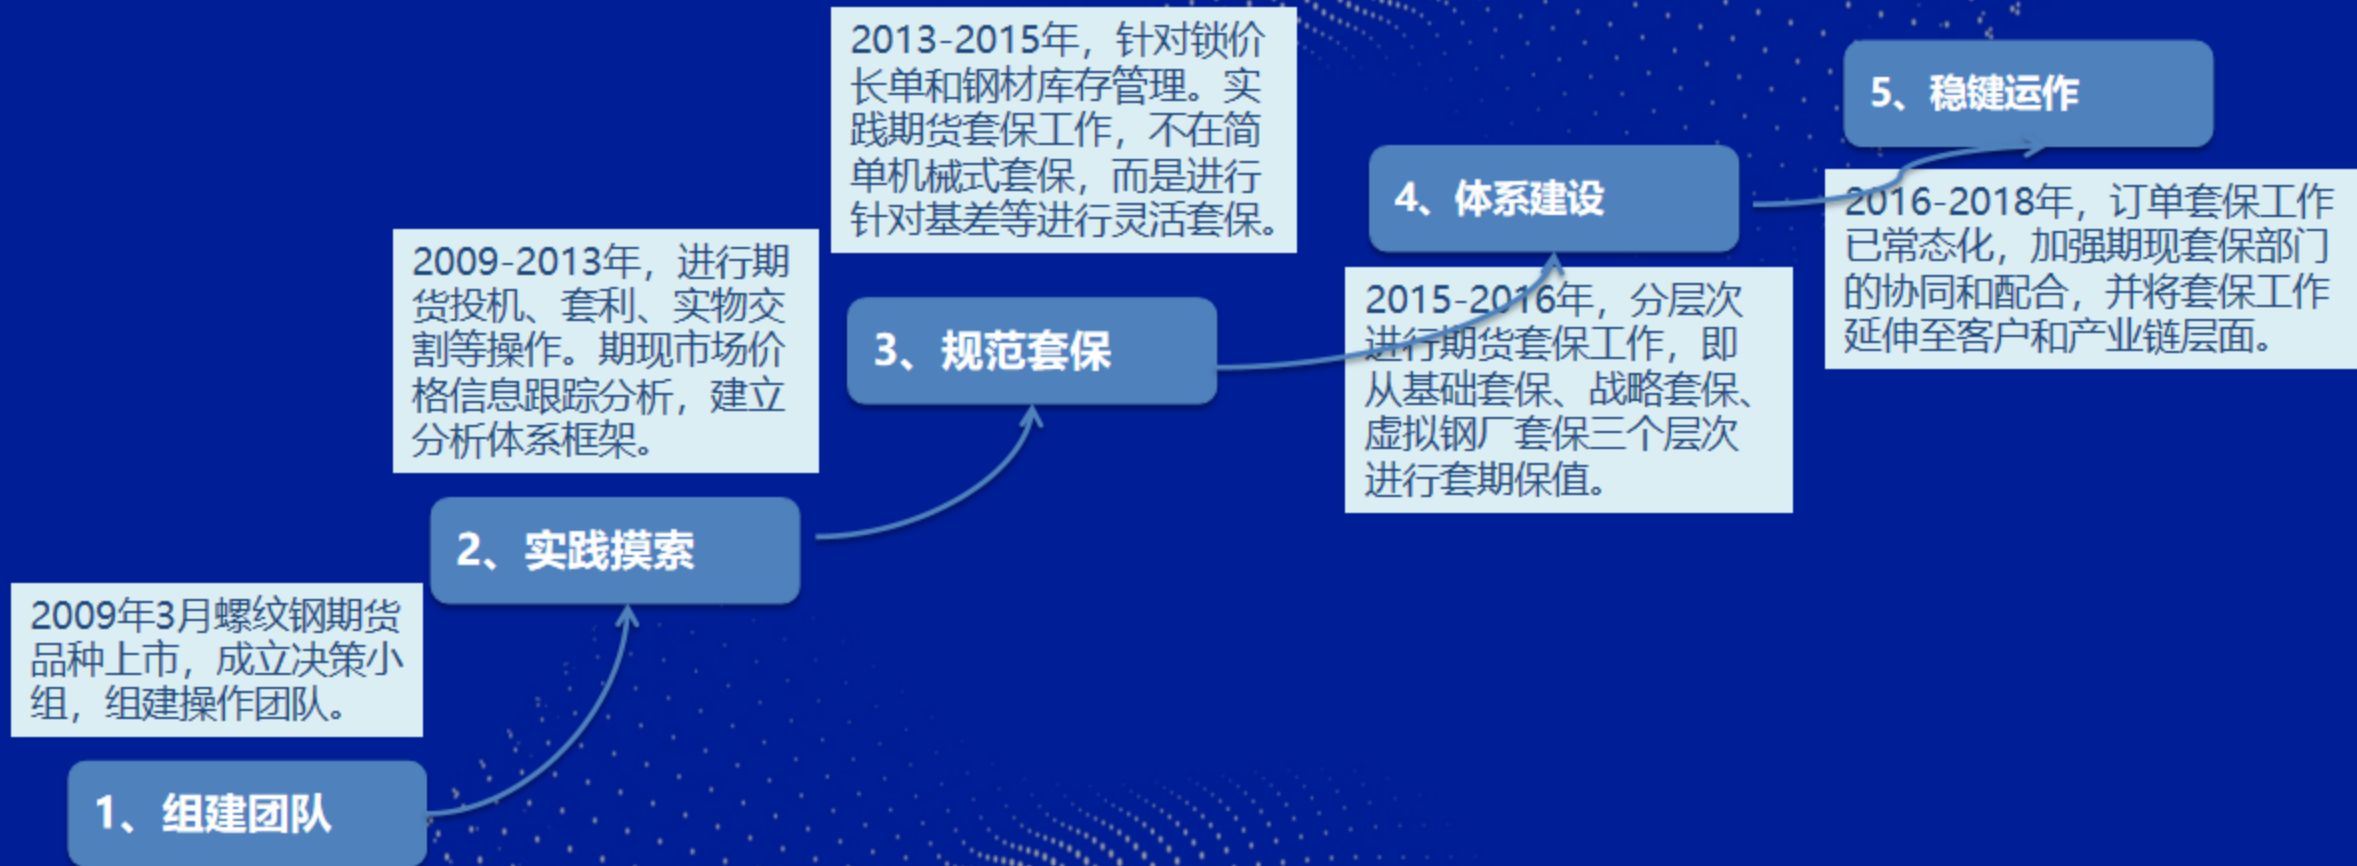 2009年3月螺纹钢期货
品种上市，成立决策小
组，组建操作团队。
1、组建团队
2009-2013年，进行期
货投机、套利、实物交
割等操作。期现市场价
格信息跟踪分析，建立
分析体系框架。
2、实践摸索
2013-2015年，针对锁价
长单和钢材库存管理。实
践期货套保工作，不在简
单机械式套保，而是进行
针对基差等进行灵活套保。
3、规范套保
4、体系建设
2015-2016年，分层次
进行期货套保工作，即
从基础套保、战略套保、
虚拟钢厂套保三个层次
进行套期保值。
5、稳键运作
2016-2018年，订单套保工作
已常态化，加强期现套保部门
的协同和配合，并将套保工作
延伸至客户和产业链层面。